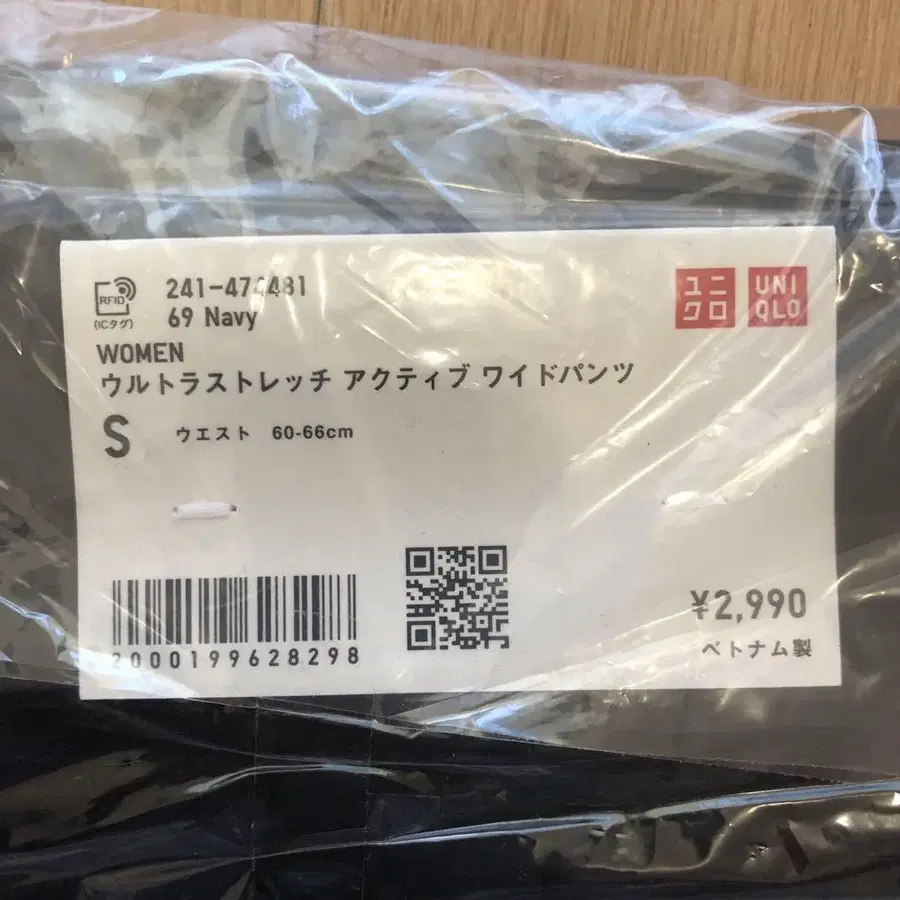 RFID
(ICタグ)
69 Navy
ユニ
クロ
UNI
QLO
WOMEN
ウルトラストレッチ アクティブ ワイドパンツ
S ウエスト 60-66cm
2000199628298
¥2,990
ベトナム製